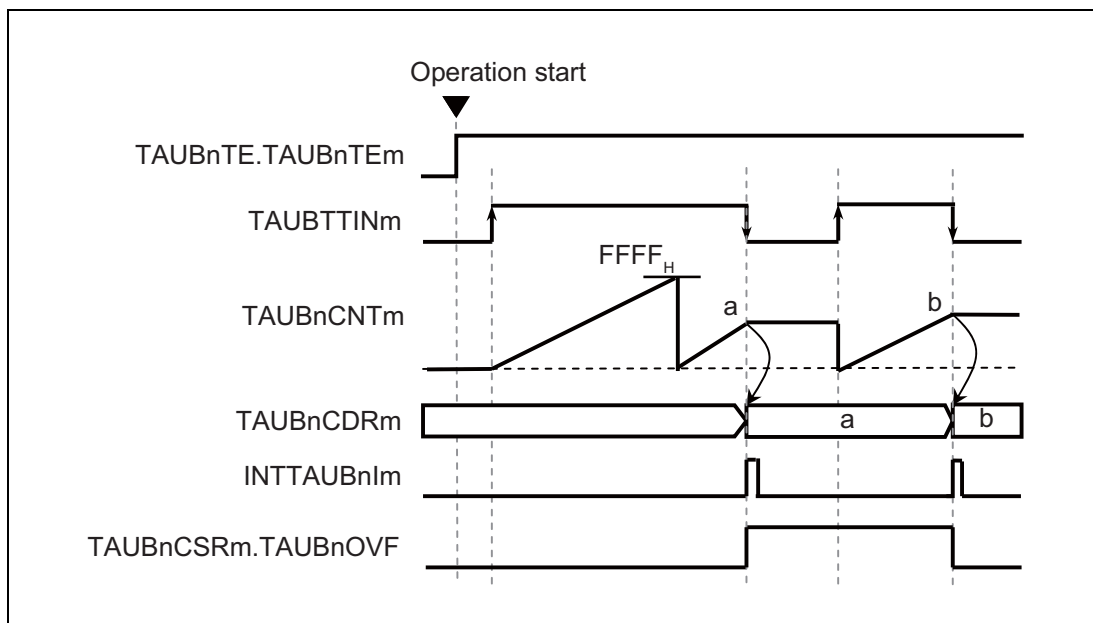 Operation start
TAUBnTE.TAUBnTEm
TAUBTTINm
FFFFH
TAUBnCNTm
a
b
TAUBnCDRm
a
b
INTTAUBnIm
TAUBnCSRm.TAUBnOVF